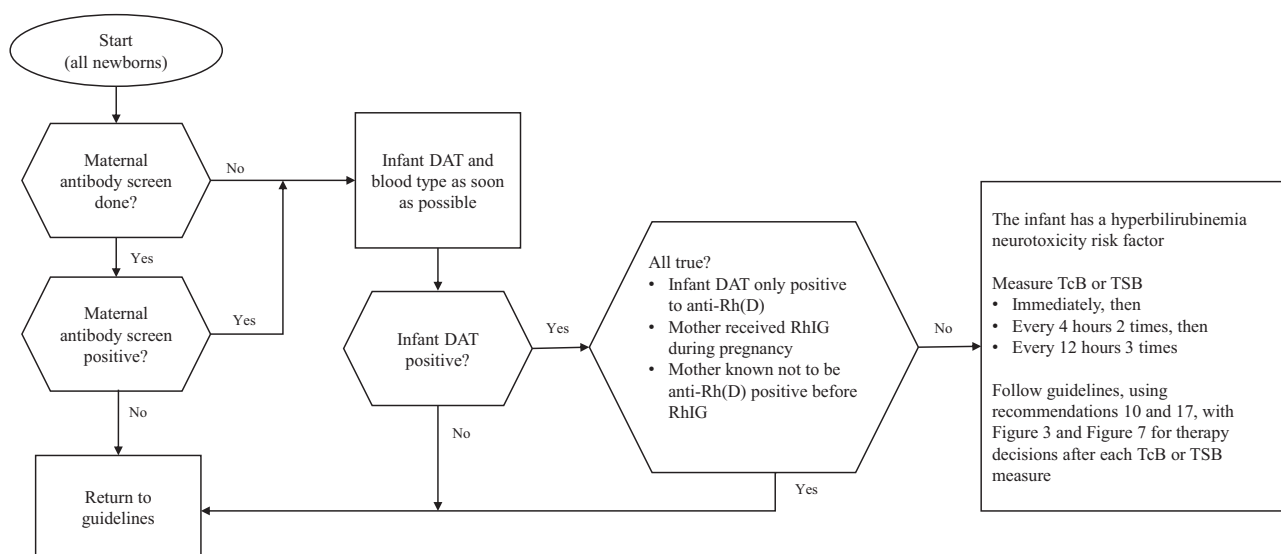 Start
(all newborns)
Maternal
antibody screen
done?
No
Yes
Maternal
antibody screen
positive?
Yes
No
Return to
guidelines
Infant DAT and
blood type as soon
as possible
Infant DAT
positive?
Yes
No
All true?
• Infant DAT only positive
to anti-Rh(D)
• Mother received RhIG
during pregnancy
• Mother known not to be
anti-Rh(D) positive before
RhIG
No
Yes
The infant has a hyperbilirubinemia
neurotoxicity risk factor
Measure TcB or TSB
• Immediately, then
• Every 4 hours 2 times, then
• Every 12 hours 3 times
Follow guidelines, using
recommendations 10 and 17, with
Figure 3 and Figure 7 for therapy
decisions after each TcB or TSB
measure